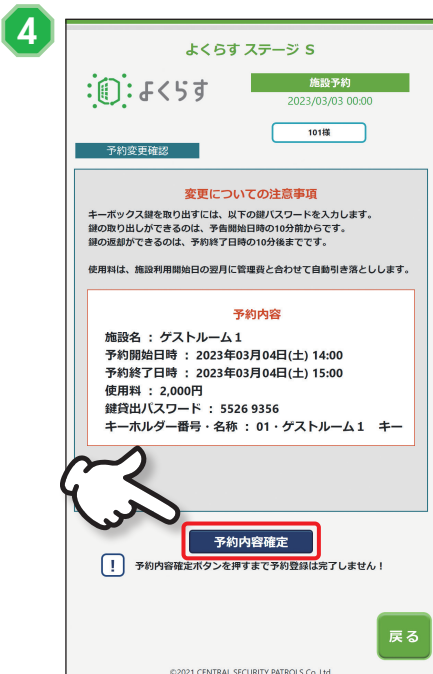 4
よくらす ステージ S
よくらす
施設予約
2023/03/03 00:00
101様
予約変更確認
変更についての注意事項
キーボックス鍵を取り出すには、以下の鍵パスワードを入力します。
鍵の取り出しができるのは、予告開始日時の10分前からです。
鍵の返却ができるのは、予約終了日時の10分後までです。
使用料は、施設利用開始日の翌月に管理費と合わせて自動引き落としします。
予約内容
施設名 : ゲストルーム1
予約開始日時 : 2023年03月04日(土) 14:00
予約終了日時 : 2023年03月04日(土) 15:00
使用料 : 2,000円
鍵貸出パスワード : 5526 9356
キーホルダー番号・名称 : 01・ゲストルーム1 キー
予約内容確定
! 予約内容確定ボタンを押すまで予約登録は完了しません!
戻る
©2021 CENTRAL SECURITY PATROLS Co.,Ltd.